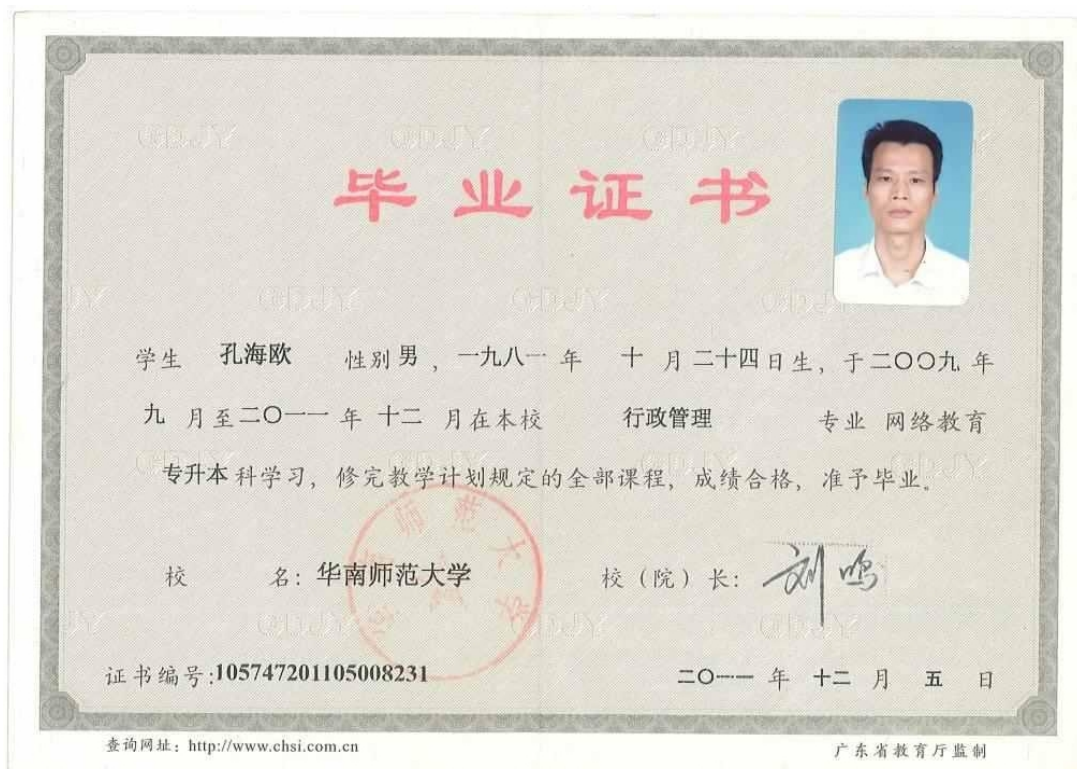 毕业证书
学生 孔海欧 性别 男 ，一九八一 年 十 月 二十四 日生，于 二〇〇九 年
九 月至 二〇一一 年 十二 月在本校 行政管理 专业 网络教育
专升本 科学习，修完教学计划规定的全部课程，成绩合格，准予毕业。
校 名：华南师范大学 校（院）长：刘鸣
证书编号:105747201105008231 二〇一一 年 十二 月 五 日
查询网址：http://www.chsi.com.cn 广东省教育厅监制